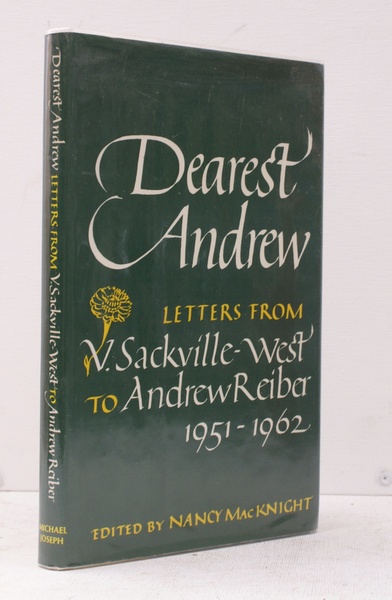 Dearest
Andrew
LETTERS FROM
V. Sackville-West
TO Andrew Reiber
1951-1962
EDITED BY NANCY MacKNIGHT
Dearest Andrew LETTERS FROM V. Sackville-West TO Andrew Reiber
MICHAEL
JOSEPH